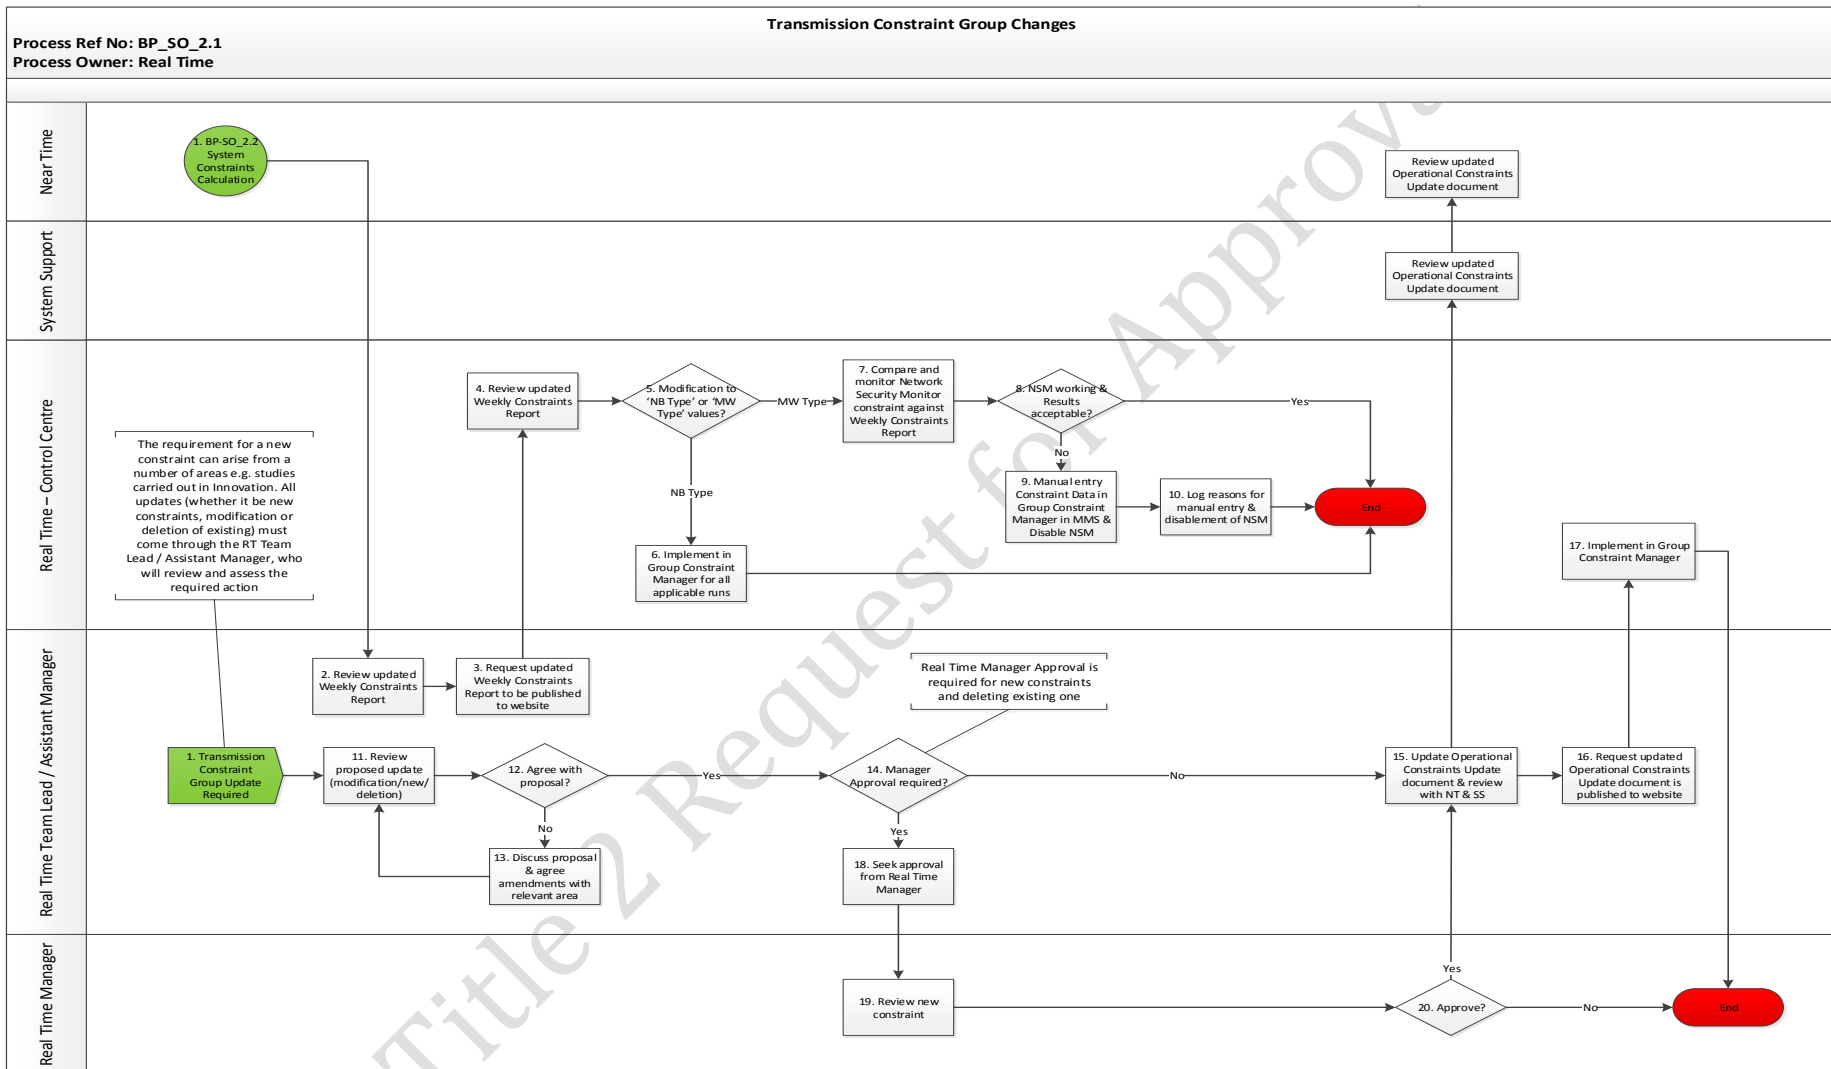 Transmission Constraint Group Changes
Process Ref No: BP_SO_2.1
Process Owner: Real Time
Near Time
1. BP-SO_2.2
System
Constraints
Calculation
Review updated
Operational Constraints
Update document
System Support
Review updated
Operational Constraints
Update document
Real Time – Control Centre
The requirement for a new
constraint can arise from a
number of areas e.g. studies
carried out in Innovation. All
updates (whether it be new
constraints, modification or
deletion of existing) must
come through the RT Team
Lead / Assistant Manager, who
will review and assess the
required action
4. Review updated
Weekly Constraints
Report
5. Modification to
‘NB Type’ or ‘MW
Type’ values?
MW Type
NB Type
6. Implement in
Group Constraint
Manager for all
applicable runs
7. Compare and
monitor Network
Security Monitor
constraint against
Weekly Constraints
Report
8. NSM working &
Results
acceptable?
Yes
No
9. Manual entry
Constraint Data in
Group Constraint
Manager in MMS &
Disable NSM
10. Log reasons for
manual entry &
disablement of NSM
End
17. Implement in Group
Constraint Manager
Real Time Team Lead / Assistant Manager
2. Review updated
Weekly Constraints
Report
3. Request updated
Weekly Constraints
Report to be published
to website
Real Time Manager Approval is
required for new constraints
and deleting existing one
1. Transmission
Constraint
Group Update
Required
11. Review
proposed update
(modification/new/
deletion)
12. Agree with
proposal?
Yes
No
13. Discuss proposal
& agree
amendments with
relevant area
14. Manager
Approval required?
No
Yes
18. Seek approval
from Real Time
Manager
15. Update Operational
Constraints Update
document & review
with NT & SS
16. Request updated
Operational Constraints
Update document is
published to website
Real Time Manager
19. Review new
constraint
20. Approve?
Yes
No
End
Title 2 Request for Approva